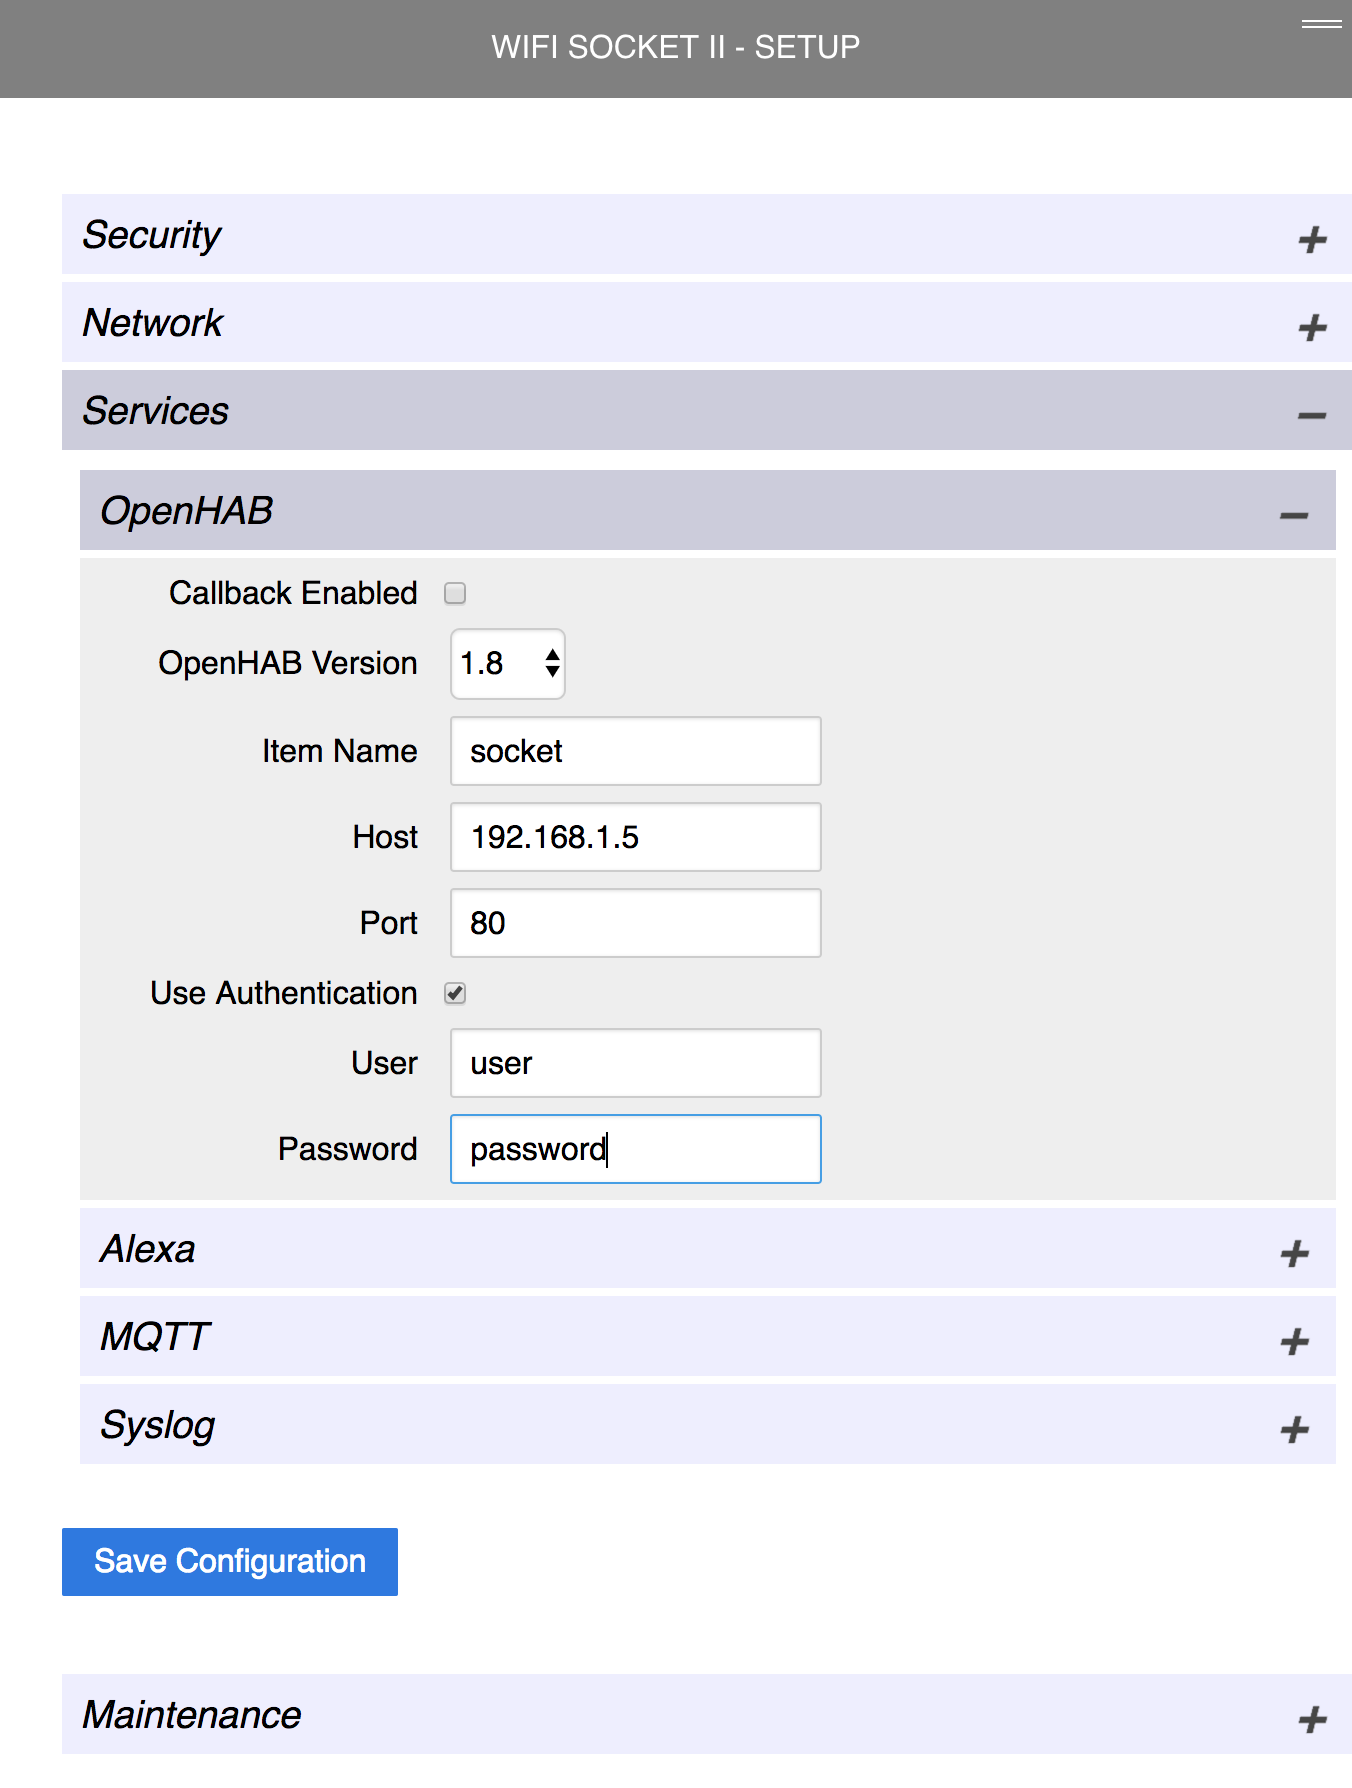 WIFI SOCKET II - SETUP
Security
Network
Services
OpenHAB
Callback Enabled
OpenHAB Version 1.8
Item Name socket
Host 192.168.1.5
Port 80
Use Authentication
User user
Password password
Alexa
MQTT
Syslog
Save Configuration
Maintenance